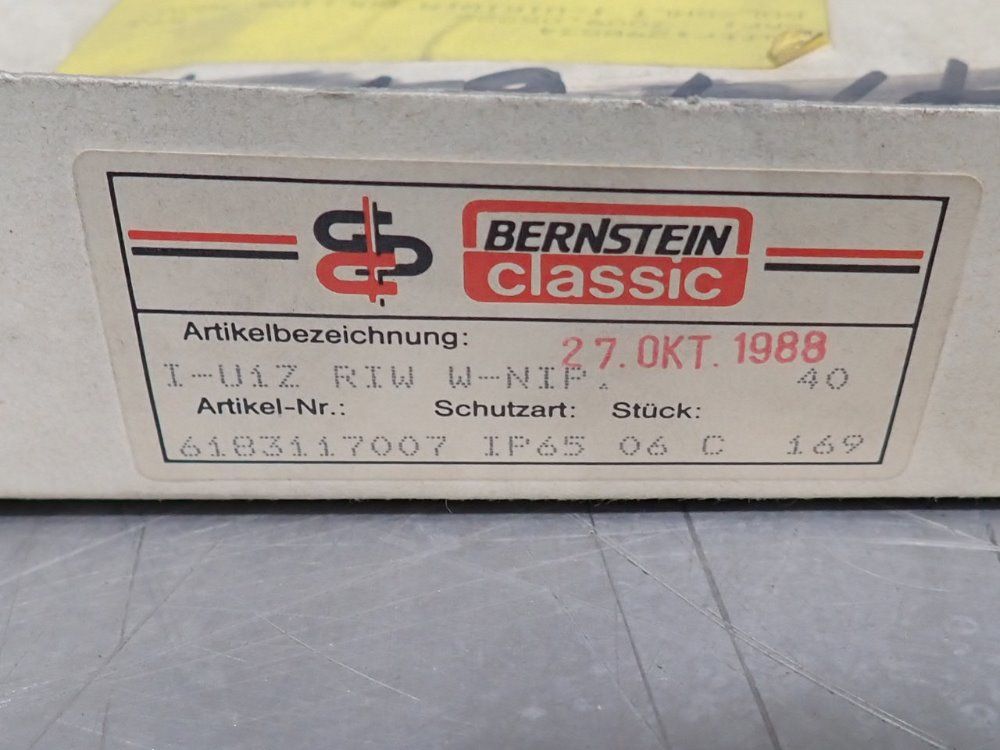 BERNSTEIN
classic
Artikelbezeichnung:
27. OKT. 1988
I-U1Z RIW W-NIP. 40
Artikel-Nr.: Schutzart: Stück:
6183117007 IP65 06 C 169